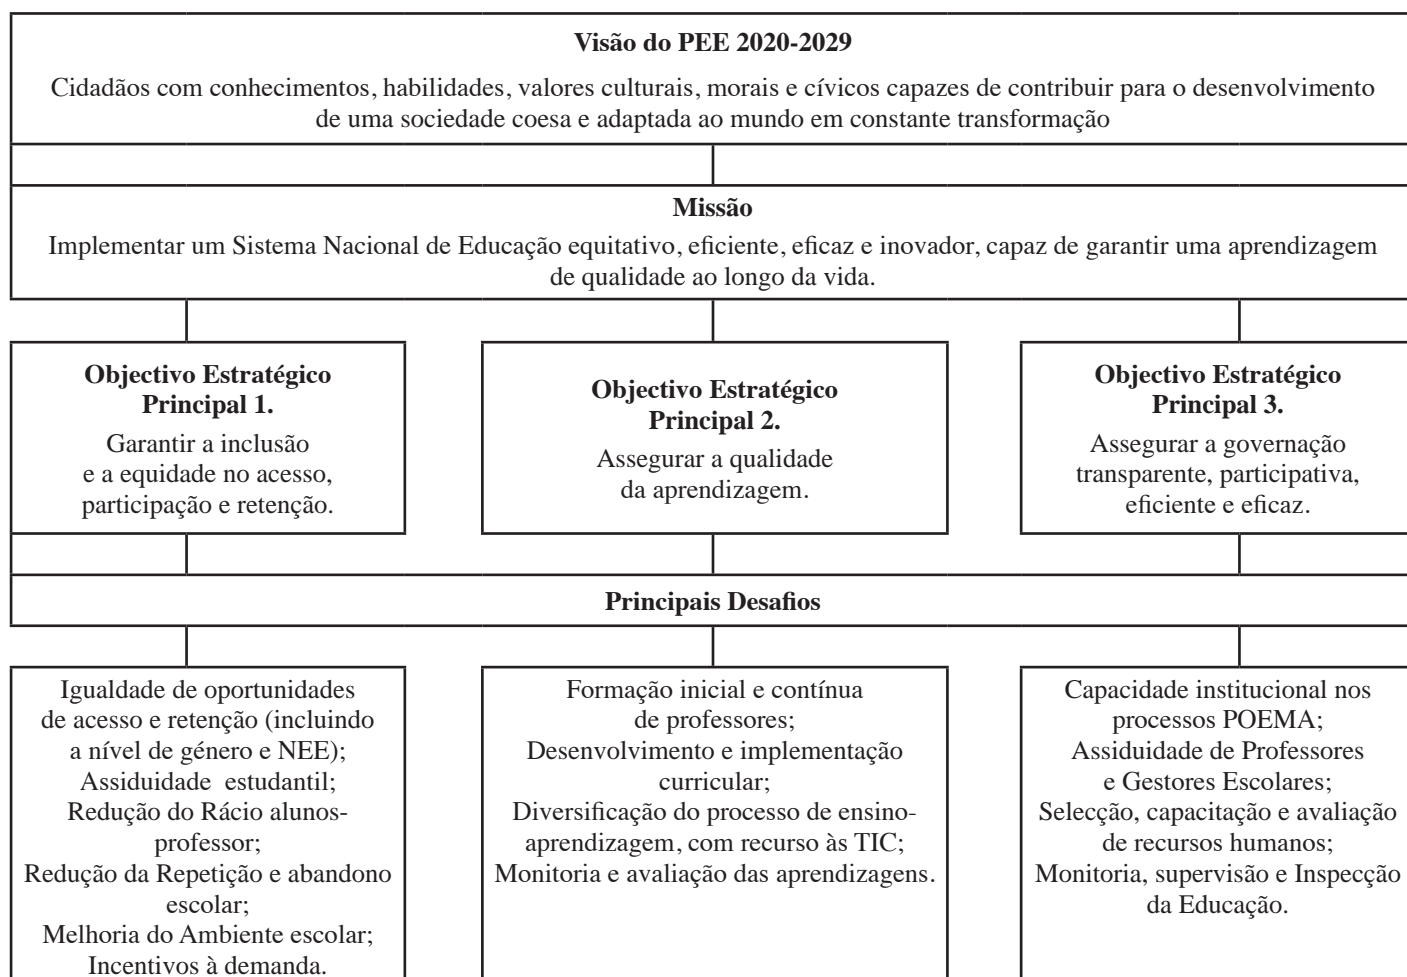 Visão do PEE 2020-2029
Cidadãos com conhecimentos, habilidades, valores culturais, morais e cívicos capazes de contribuir para o desenvolvimento
de uma sociedade coesa e adaptada ao mundo em constante transformação
Missão
Implementar um Sistema Nacional de Educação equitativo, eficiente, eficaz e inovador, capaz de garantir uma aprendizagem
de qualidade ao longo da vida.
Objectivo Estratégico
Principal 1.
Garantir a inclusão
e a equidade no acesso,
participação e retenção.
Objectivo Estratégico
Principal 2.
Assegurar a qualidade
da aprendizagem.
Objectivo Estratégico
Principal 3.
Assegurar a governação
transparente, participativa,
eficiente e eficaz.
Principais Desafios
Igualdade de oportunidades
de acesso e retenção (incluindo
a nível de género e NEE);
Assiduidade estudantil;
Redução do Rácio alunos-
professor;
Redução da Repetição e abandono
escolar;
Melhoria do Ambiente escolar;
Incentivos à demanda.
Formação inicial e contínua
de professores;
Desenvolvimento e implementação
curricular;
Diversificação do processo de ensino-
aprendizagem, com recurso às TIC;
Monitoria e avaliação das aprendizagens.
Capacidade institucional nos
processos POEMA;
Assiduidade de Professores
e Gestores Escolares;
Selecção, capacitação e avaliação
de recursos humanos;
Monitoria, supervisão e Inspecção
da Educação.